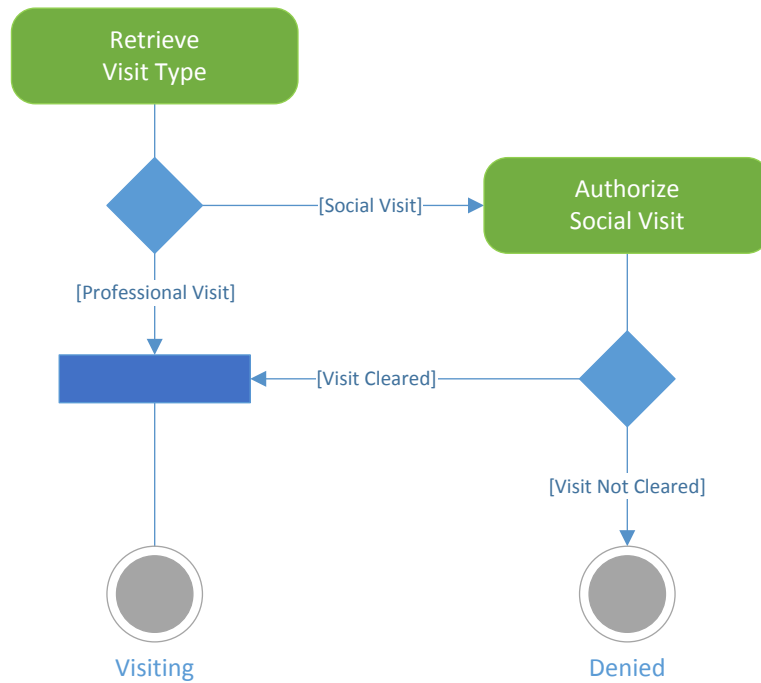 Retrieve
Visit Type
[Social Visit]
Authorize
Social Visit
[Professional Visit]
[Visit Cleared]
[Visit Not Cleared]
Visiting
Denied